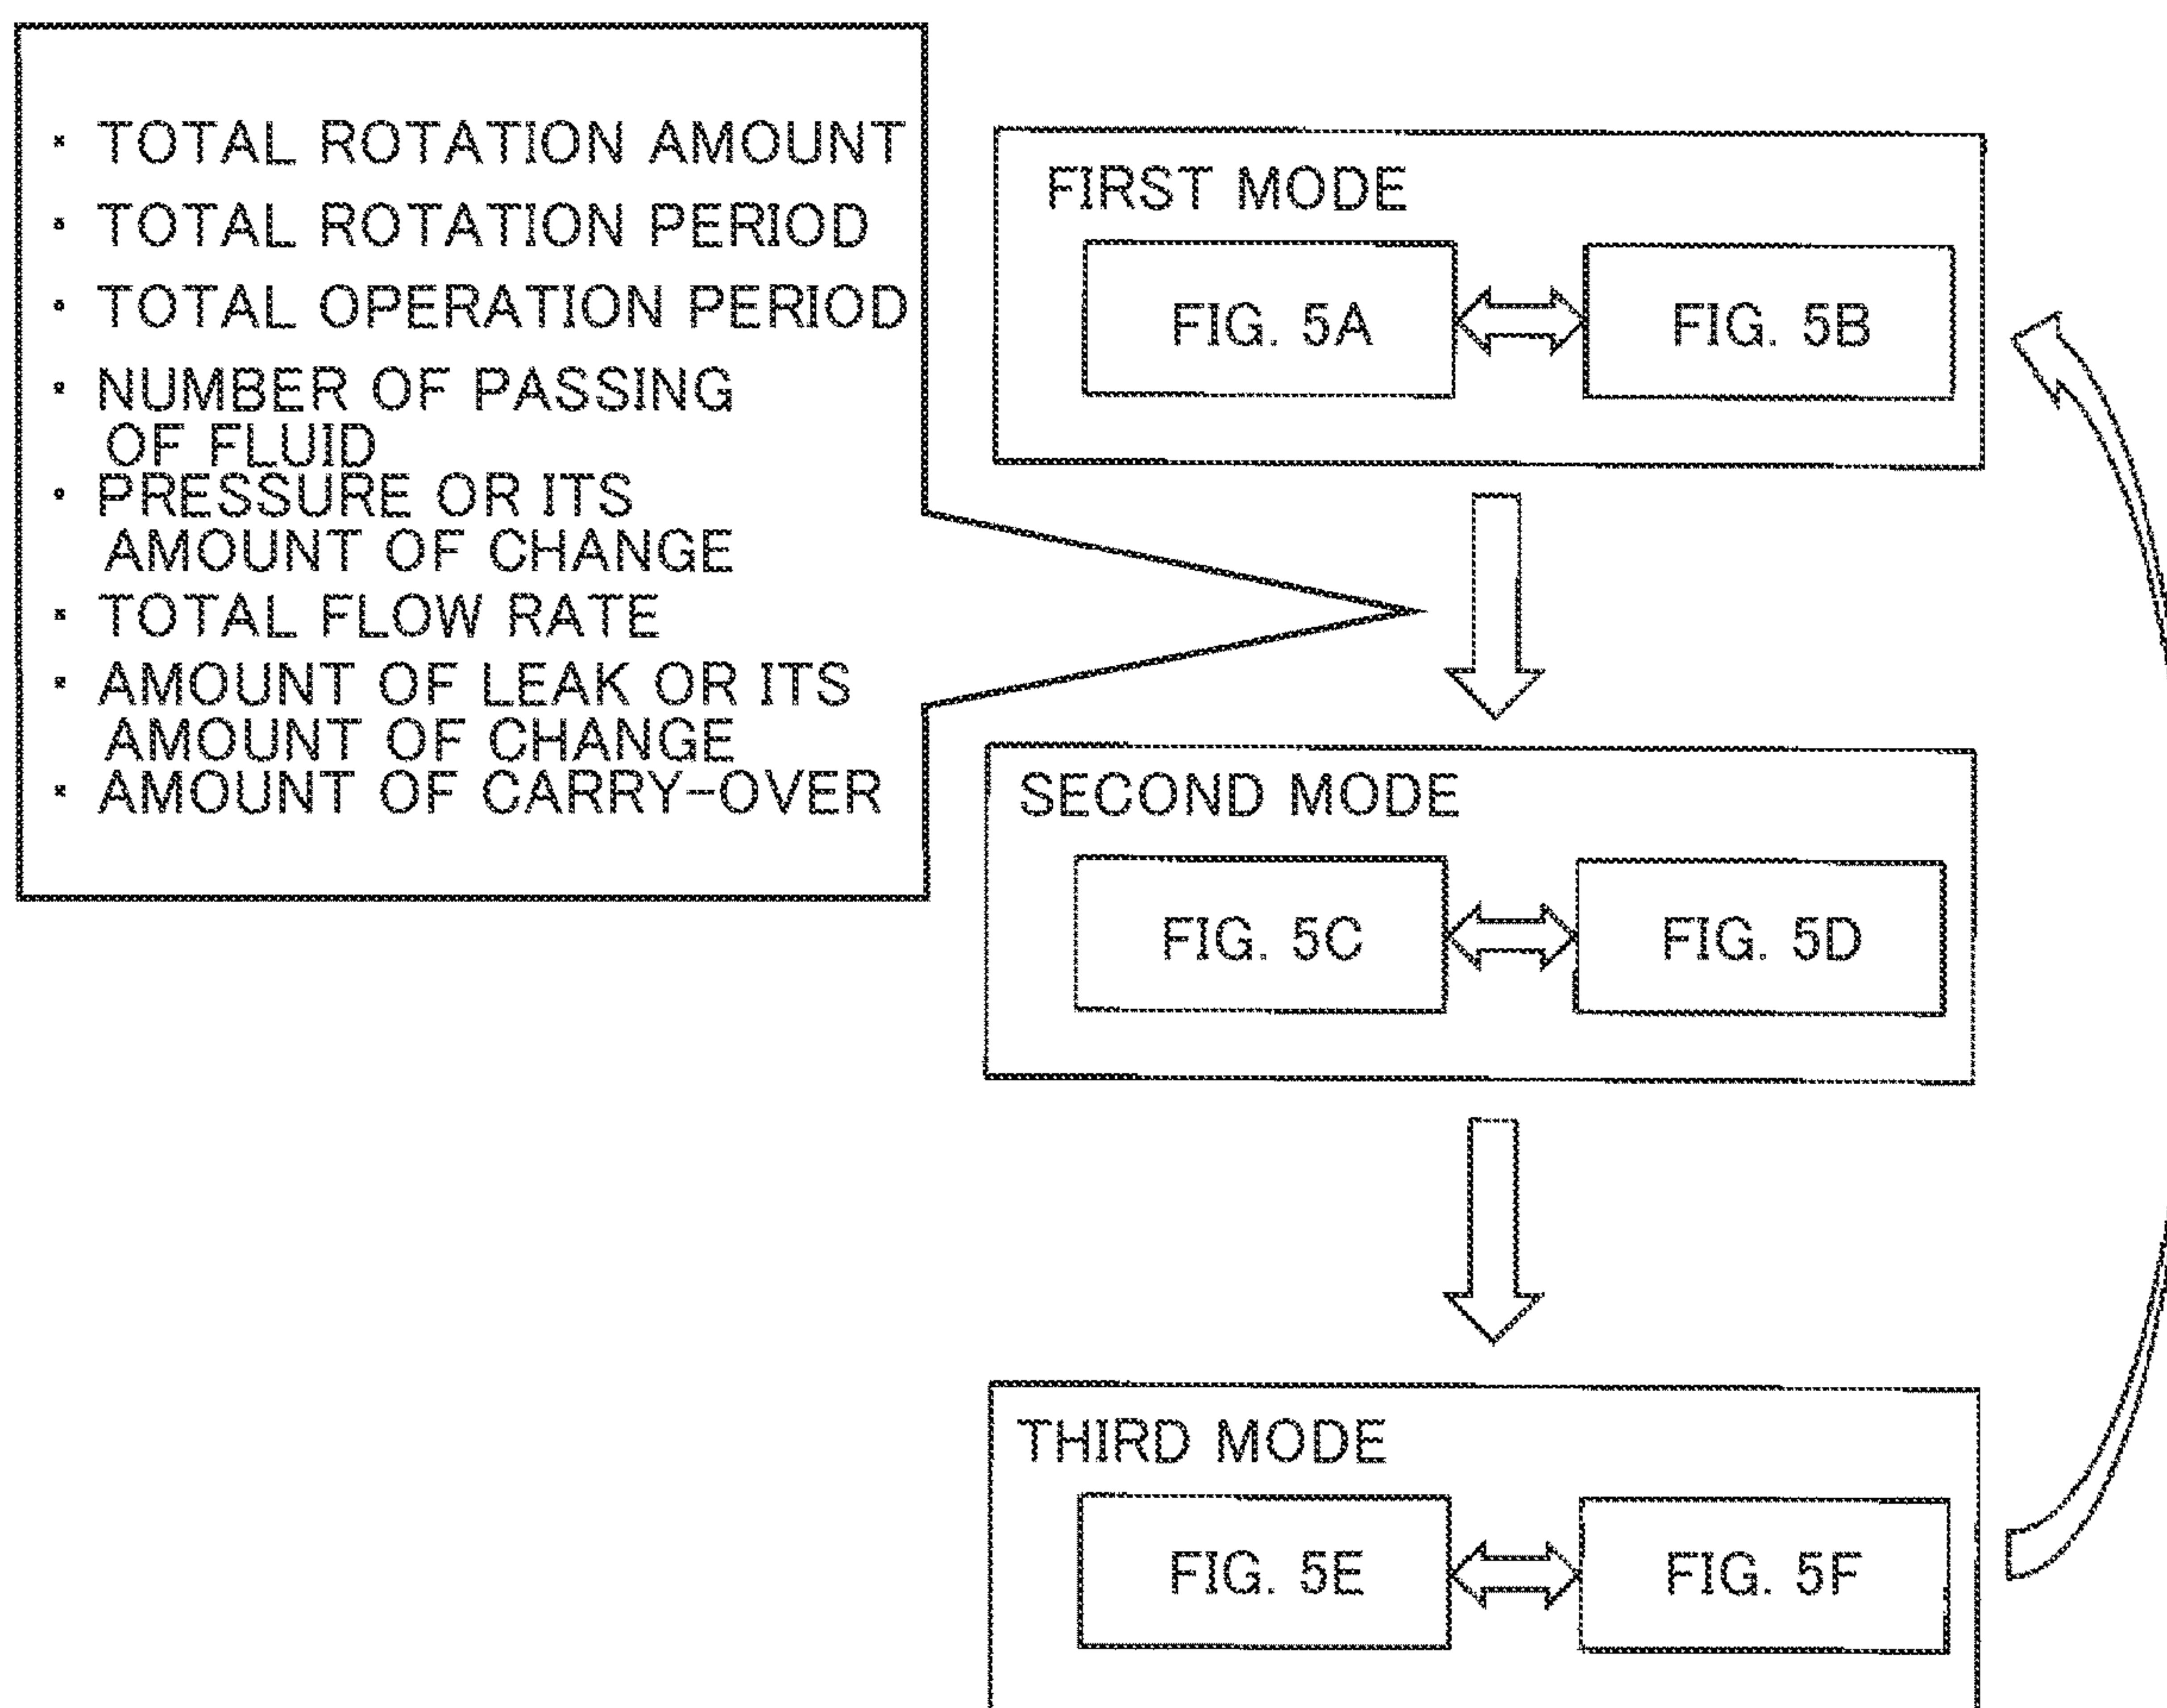 · TOTAL ROTATION AMOUNT
· TOTAL ROTATION PERIOD
· TOTAL OPERATION PERIOD
· NUMBER OF PASSING
OF FLUID
· PRESSURE OR ITS
AMOUNT OF CHANGE
· TOTAL FLOW RATE
· AMOUNT OF LEAK OR ITS
AMOUNT OF CHANGE
· AMOUNT OF CARRY-OVER
FIRST MODE
FIG. 5A
FIG. 5B
SECOND MODE
FIG. 5C
FIG. 5D
THIRD MODE
FIG. 5E
FIG. 5F